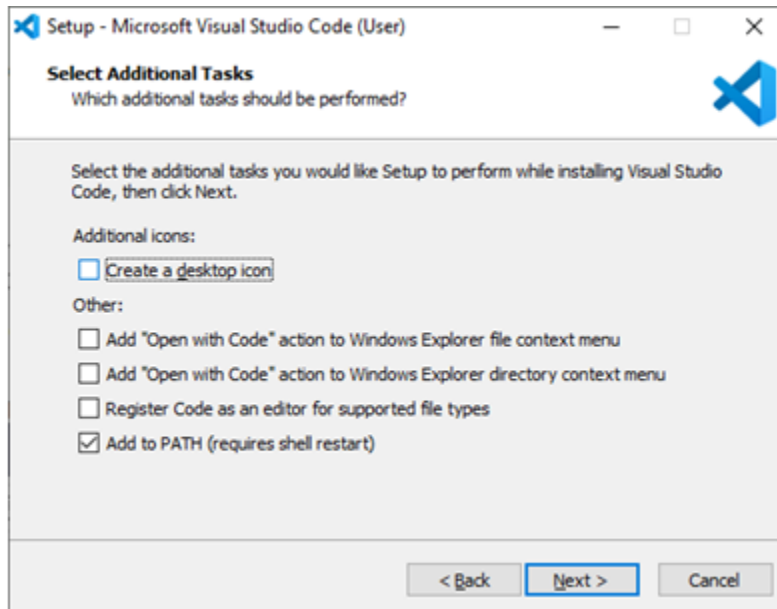 Setup - Microsoft Visual Studio Code (User)
Select Additional Tasks
Which additional tasks should be performed?
Select the additional tasks you would like Setup to perform while installing Visual Studio
Code, then click Next.
Additional icons:
Create a desktop icon
Other:
Add "Open with Code" action to Windows Explorer file context menu
Add "Open with Code" action to Windows Explorer directory context menu
Register Code as an editor for supported file types
Add to PATH (requires shell restart)
< Back Next > Cancel